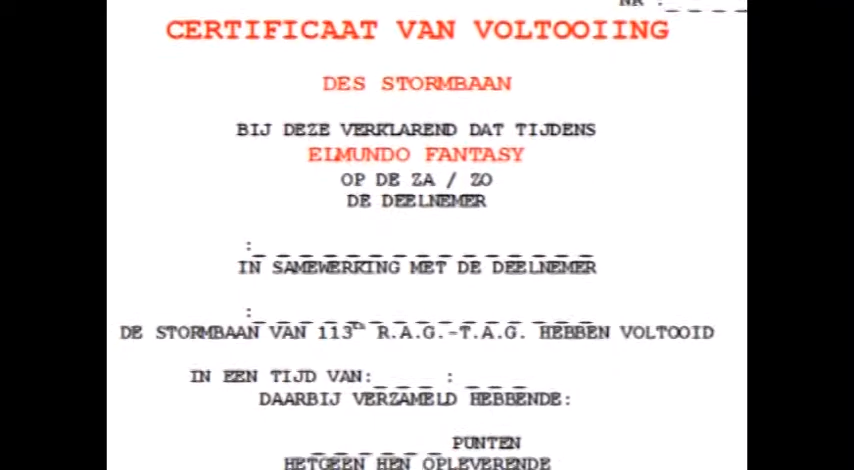 NR :_ _ _ _ _
CERTIFICAAT VAN VOLTOOIING
DES STORMBAAN
BIJ DEZE VERKLAREND DAT TIJDENS
ELMUNDO FANTASY
OP DE ZA / ZO
DE DEELNEMER
:_ _ _ _ _ _ _ _ _ _ _ _ _ _ _
IN SAMEWERKING MET DE DEELNEMER
:_ _ _ _ _ _ _ _ _ _ _ _ _ _ _
DE STORMBAAN VAN 113th R.A.G.-T.A.G. HEBBEN VOLTOOID
IN EEN TIJD VAN:_ _ _ : _ _ _
DAARBIJ VERZAMELD HEBBENDE:
_ _ _ _ _ _ PUNTEN
HETGEEN HEN OPLEVERENDE